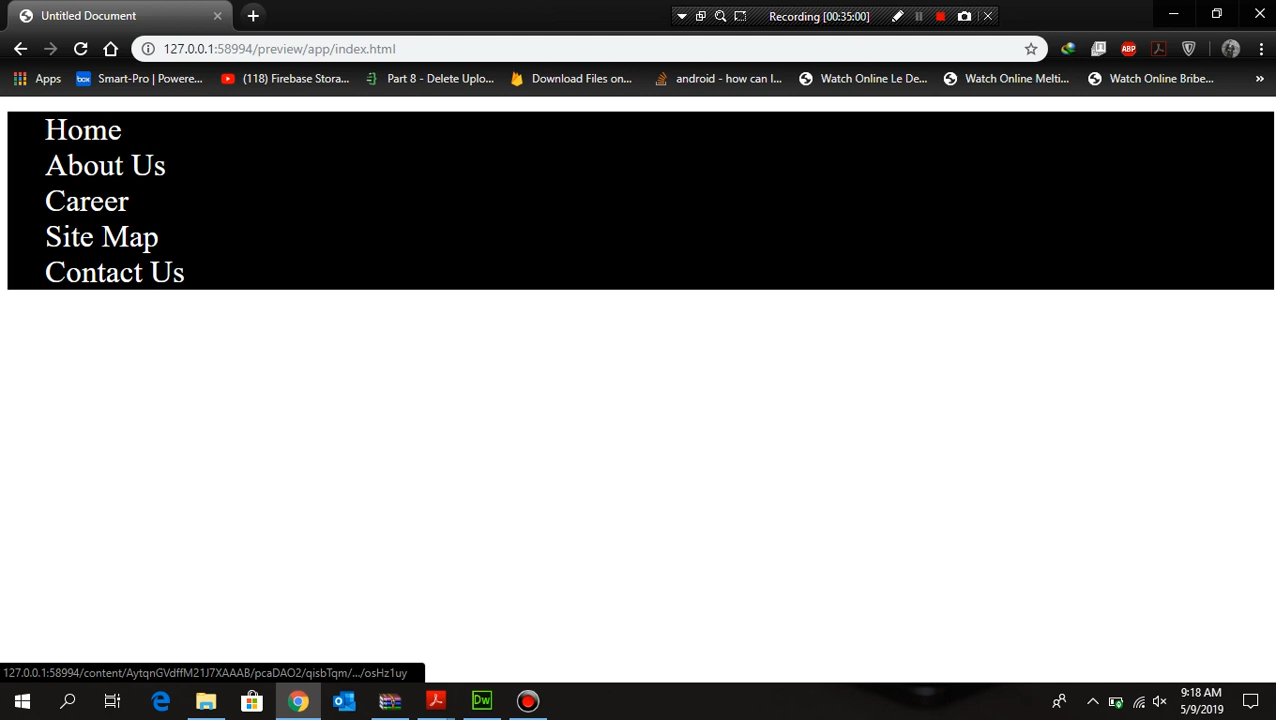 Untitled Document
Recording [00:35:00]
127.0.0.1:58994/preview/app/index.html
ABP
Apps
box
Smart-Pro | Powere...
(118) Firebase Stora...
Part 8 - Delete Uplo...
Download Files on...
android - how can I...
Watch Online Le De...
Watch Online Melti...
Watch Online Bribe...
Home
About Us
Career
Site Map
Contact Us
127.0.0.1:58994/content/AytqnGVdffM21J7XAAAB/pcaDAO2/qisbTqm/.../osHz1uy
Dw
9:18 AM
5/9/2019